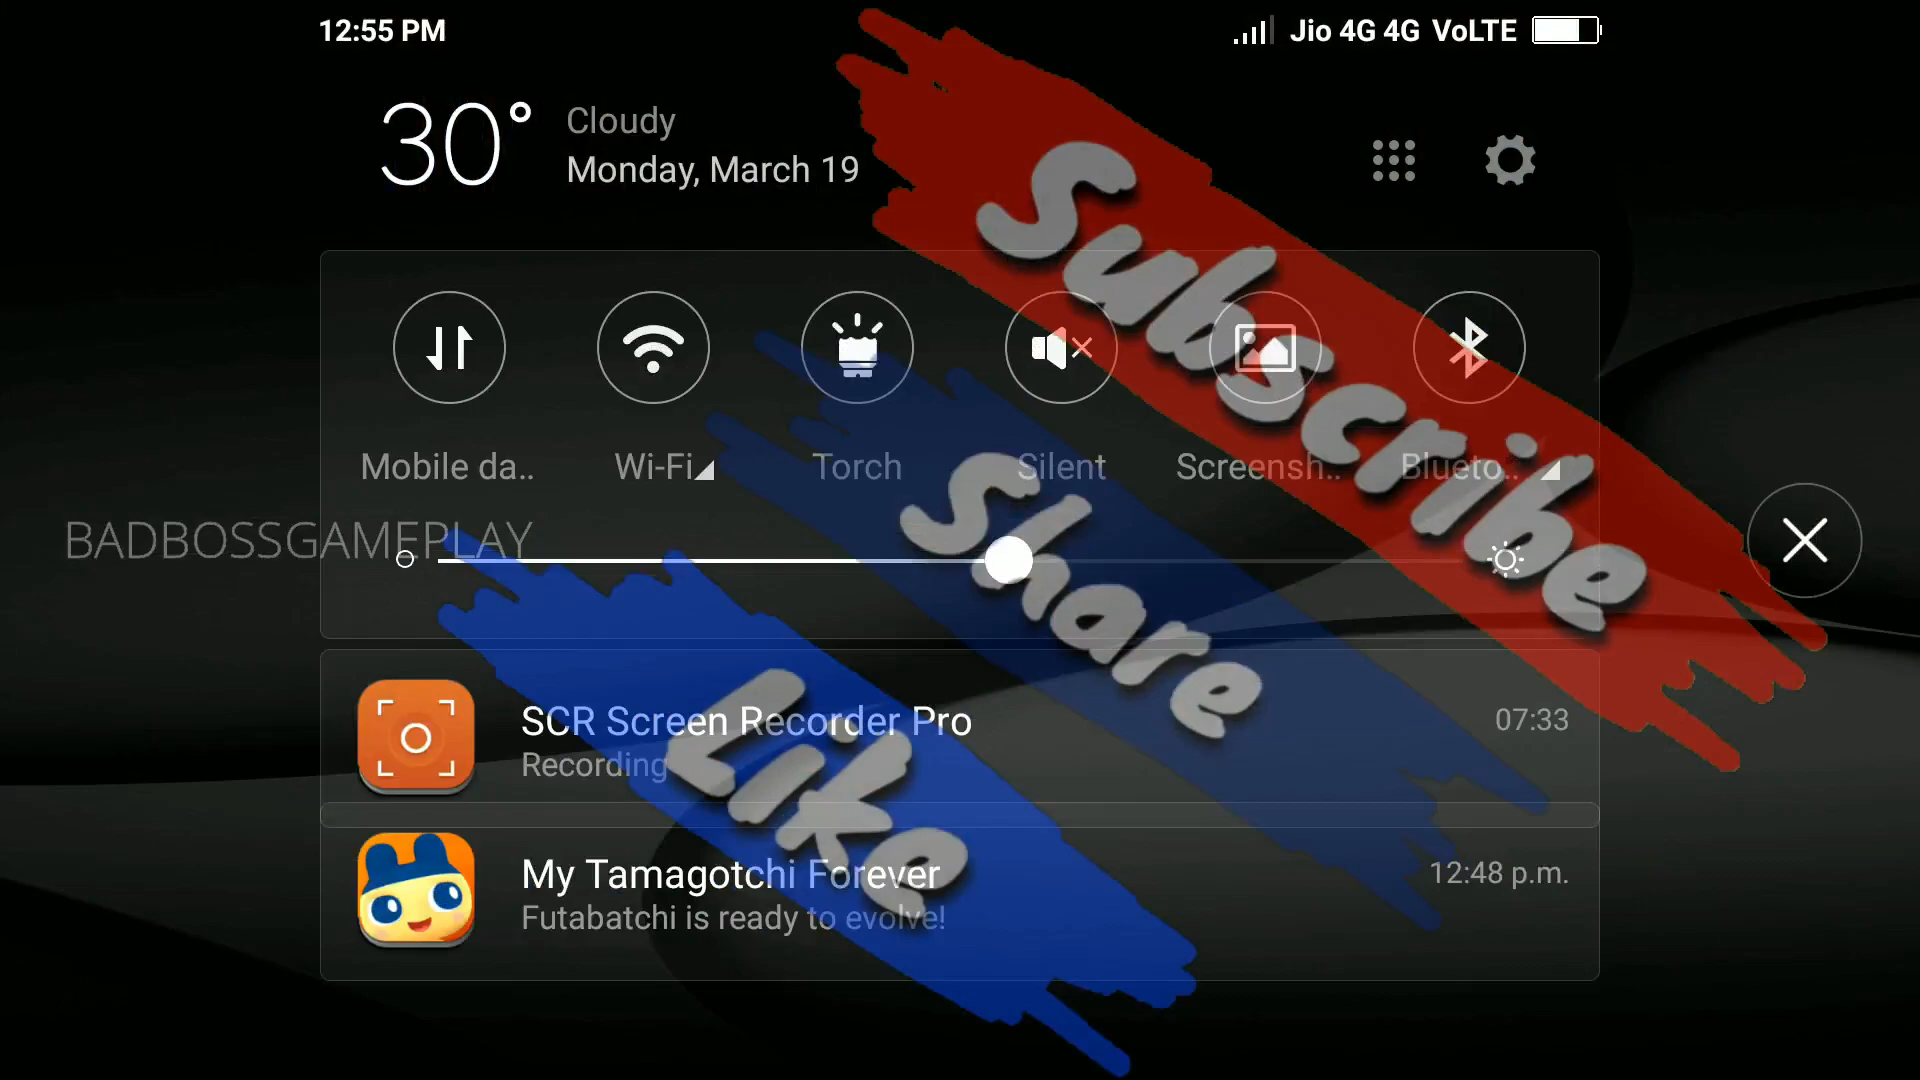 12:55 PM
Jio 4G 4G VoLTE
30°
Cloudy
Monday, March 19
Subscribe
Mobile da..
Wi-Fi
Torch
Silent
Screensh..
Blueto..
BADBOSSGAMEPLAY
Share
Like
SCR Screen Recorder Pro
07:33
Recording
My Tamagotchi Forever
12:48 p.m.
Futabatchi is ready to evolve!